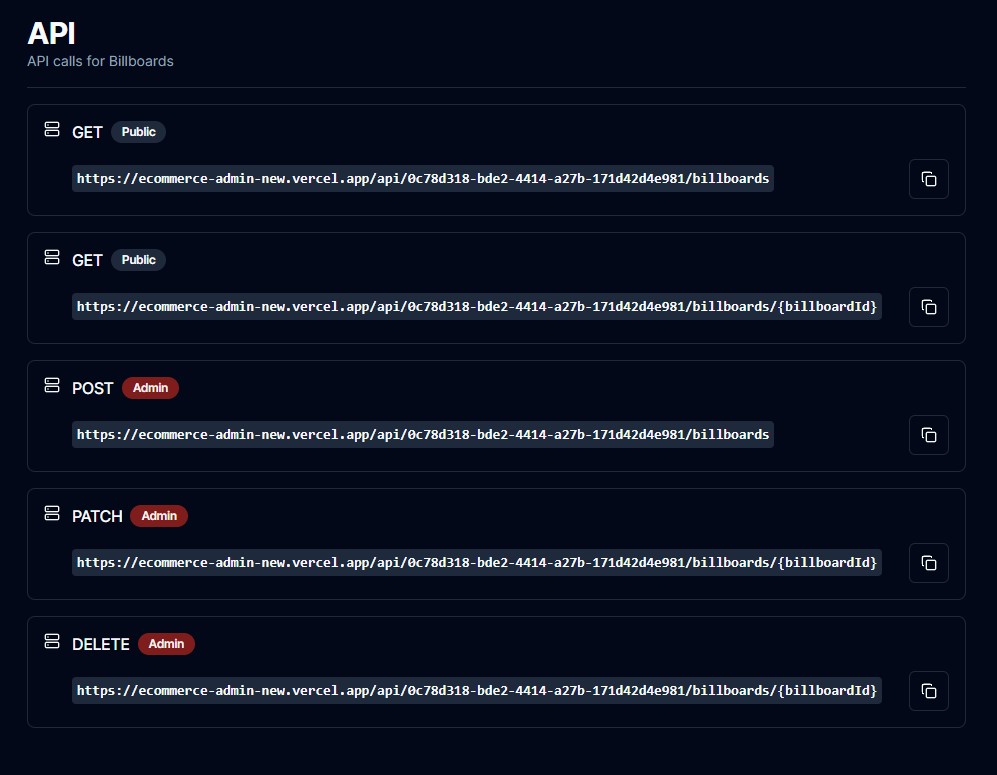 API
API calls for Billboards
GET Public
https://ecommerce-admin-new.vercel.app/api/0c78d318-bde2-4414-a27b-171d42d4e981/billboards
GET Public
https://ecommerce-admin-new.vercel.app/api/0c78d318-bde2-4414-a27b-171d42d4e981/billboards/{billboardId}
POST Admin
https://ecommerce-admin-new.vercel.app/api/0c78d318-bde2-4414-a27b-171d42d4e981/billboards
PATCH Admin
https://ecommerce-admin-new.vercel.app/api/0c78d318-bde2-4414-a27b-171d42d4e981/billboards/{billboardId}
DELETE Admin
https://ecommerce-admin-new.vercel.app/api/0c78d318-bde2-4414-a27b-171d42d4e981/billboards/{billboardId}